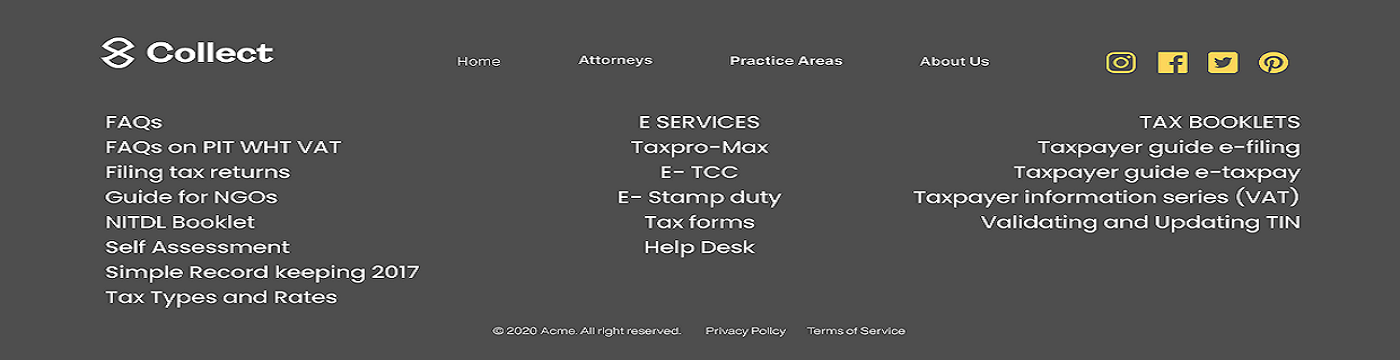 Collect
Home Attorneys Practice Areas About Us
FAQs
FAQs on PIT WHT VAT
Filing tax returns
Guide for NGOs
NITDL Booklet
Self Assessment
Simple Record keeping 2017
Tax Types and Rates
E SERVICES
Taxpro-Max
E- TCC
E- Stamp duty
Tax forms
Help Desk
TAX BOOKLETS
Taxpayer guide e-filing
Taxpayer guide e-taxpay
Taxpayer information series (VAT)
Validating and Updating TIN
© 2020 Acme. All right reserved. Privacy Policy Terms of Service